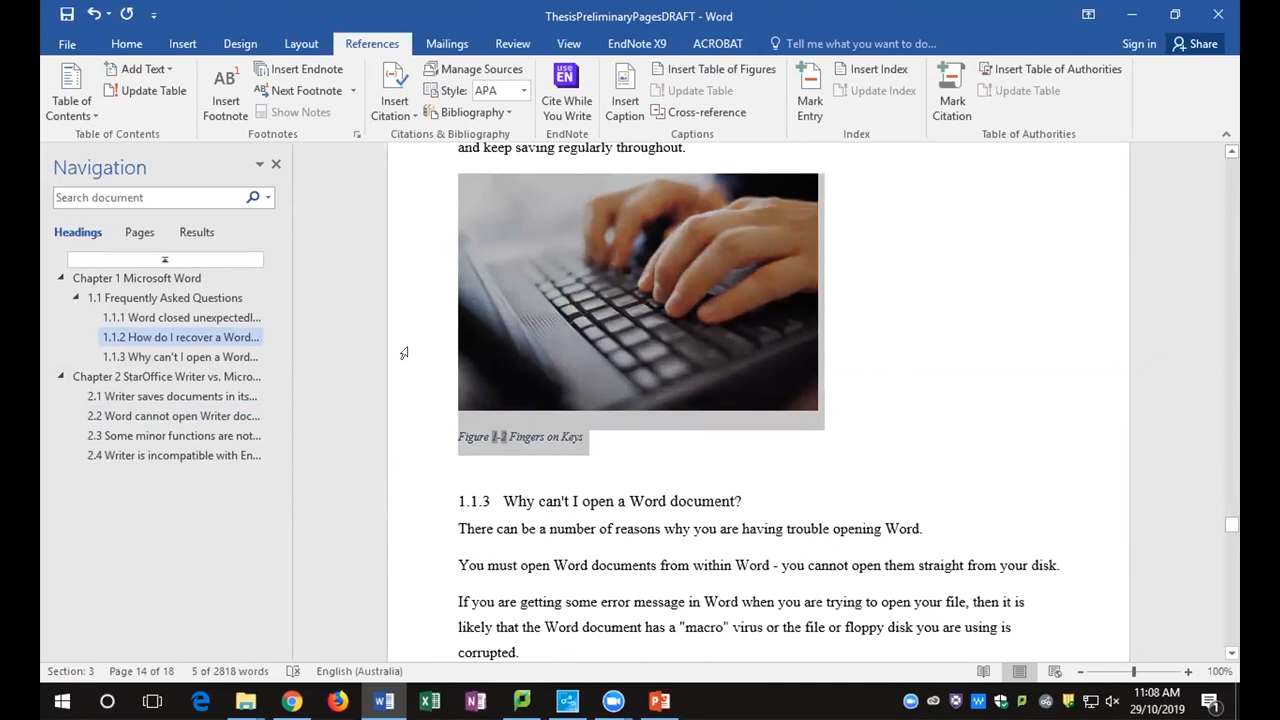 ThesisPreliminaryPagesDRAFT - Word
File Home Insert Design Layout References Mailings Review View EndNote X9 ACROBAT Tell me what you want to do... Sign in Share
Table of Contents
Add Text
Update Table
Table of Contents
AB1
Insert Footnote
Insert Endnote
Next Footnote
Show Notes
Footnotes
Insert Citation
Manage Sources
Style: APA
Bibliography
Citations & Bibliography
use EN
Cite While You Write
EndNote
Insert Caption
Insert Table of Figures
Update Table
Cross-reference
Captions
Mark Entry
Insert Index
Update Index
Index
Mark Citation
Insert Table of Authorities
Update Table
Table of Authorities
Navigation
Search document
Headings Pages Results
Chapter 1 Microsoft Word
1.1 Frequently Asked Questions
1.1.1 Word closed unexpectedl...
1.1.2 How do I recover a Word...
1.1.3 Why can't I open a Word...
Chapter 2 StarOffice Writer vs. Micro...
2.1 Writer saves documents in its...
2.2 Word cannot open Writer doc...
2.3 Some minor functions are not...
2.4 Writer is incompatible with En...
and keep saving regularly throughout.
Figure 1-2 Fingers on Keys
1.1.3 Why can't I open a Word document?
There can be a number of reasons why you are having trouble opening Word.
You must open Word documents from within Word - you cannot open them straight from your disk.
If you are getting some error message in Word when you are trying to open your file, then it is
likely that the Word document has a "macro" virus or the file or floppy disk you are using is
corrupted.
Section: 3 Page 14 of 18 5 of 2818 words English (Australia) 100%
11:08 AM
29/10/2019
1